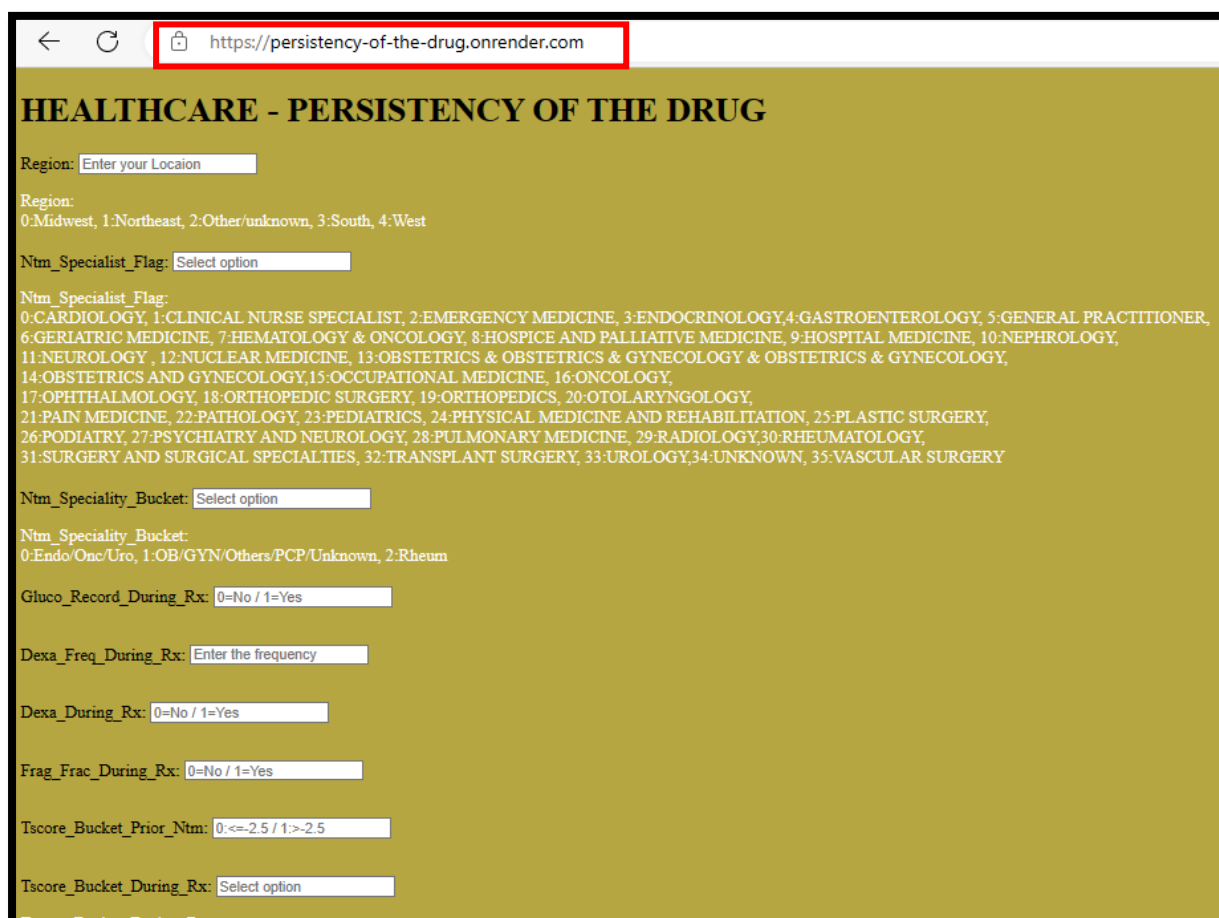 https://persistency-of-the-drug.onrender.com
HEALTHCARE - PERSISTENCY OF THE DRUG
Region: Enter your Locaion
Region:
0:Midwest, 1:Northeast, 2:Other/unknown, 3:South, 4:West
Ntm_Specialist_Flag: Select option
Ntm_Specialist_Flag:
0:CARDIOLOGY, 1:CLINICAL NURSE SPECIALIST, 2:EMERGENCY MEDICINE, 3:ENDOCRINOLOGY,4:GASTROENTEROLOGY, 5:GENERAL PRACTITIONER,
6:GERIATRIC MEDICINE, 7:HEMATOLOGY & ONCOLOGY, 8:HOSPICE AND PALLIATIVE MEDICINE, 9:HOSPITAL MEDICINE, 10:NEPHROLOGY,
11:NEUROLOGY , 12:NUCLEAR MEDICINE, 13:OBSTETRICS & OBSTETRICS & GYNECOLOGY & OBSTETRICS & GYNECOLOGY,
14:OBSTETRICS AND GYNECOLOGY,15:OCCUPATIONAL MEDICINE, 16:ONCOLOGY,
17:OPHTHALMOLOGY, 18:ORTHOPEDIC SURGERY, 19:ORTHOPEDICS, 20:OTOLARYNGOLOGY,
21:PAIN MEDICINE, 22:PATHOLOGY, 23:PEDIATRICS, 24:PHYSICAL MEDICINE AND REHABILITATION, 25:PLASTIC SURGERY,
26:PODIATRY, 27:PSYCHIATRY AND NEUROLOGY, 28:PULMONARY MEDICINE, 29:RADIOLOGY,30:RHEUMATOLOGY,
31:SURGERY AND SURGICAL SPECIALTIES, 32:TRANSPLANT SURGERY, 33:UROLOGY,34:UNKNOWN, 35:VASCULAR SURGERY
Ntm_Speciality_Bucket: Select option
Ntm_Speciality_Bucket:
0:Endo/Onc/Uro, 1:OB/GYN/Others/PCP/Unknown, 2:Rheum
Gluco_Record_During_Rx: 0=No / 1=Yes
Dexa_Freq_During_Rx: Enter the frequency
Dexa_During_Rx: 0=No / 1=Yes
Frag_Frac_During_Rx: 0=No / 1=Yes
Tscore_Bucket_Prior_Ntm: 0:<=-2.5 / 1:>-2.5
Tscore_Bucket_During_Rx: Select option